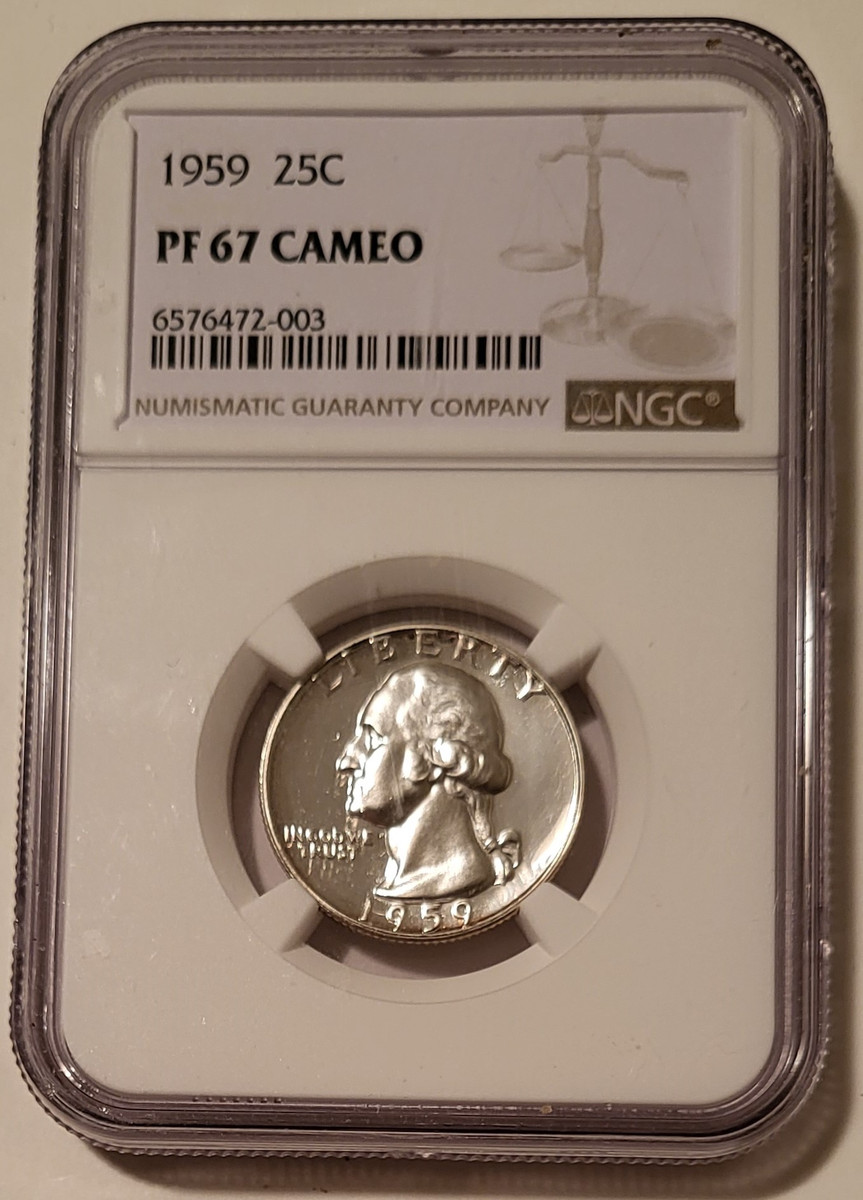 1959 25C
PF 67 CAMEO
6576472-003
NUMISMATIC GUARANTY COMPANY NGC®
LIBERTY
IN GOD WE
TRUST
1959